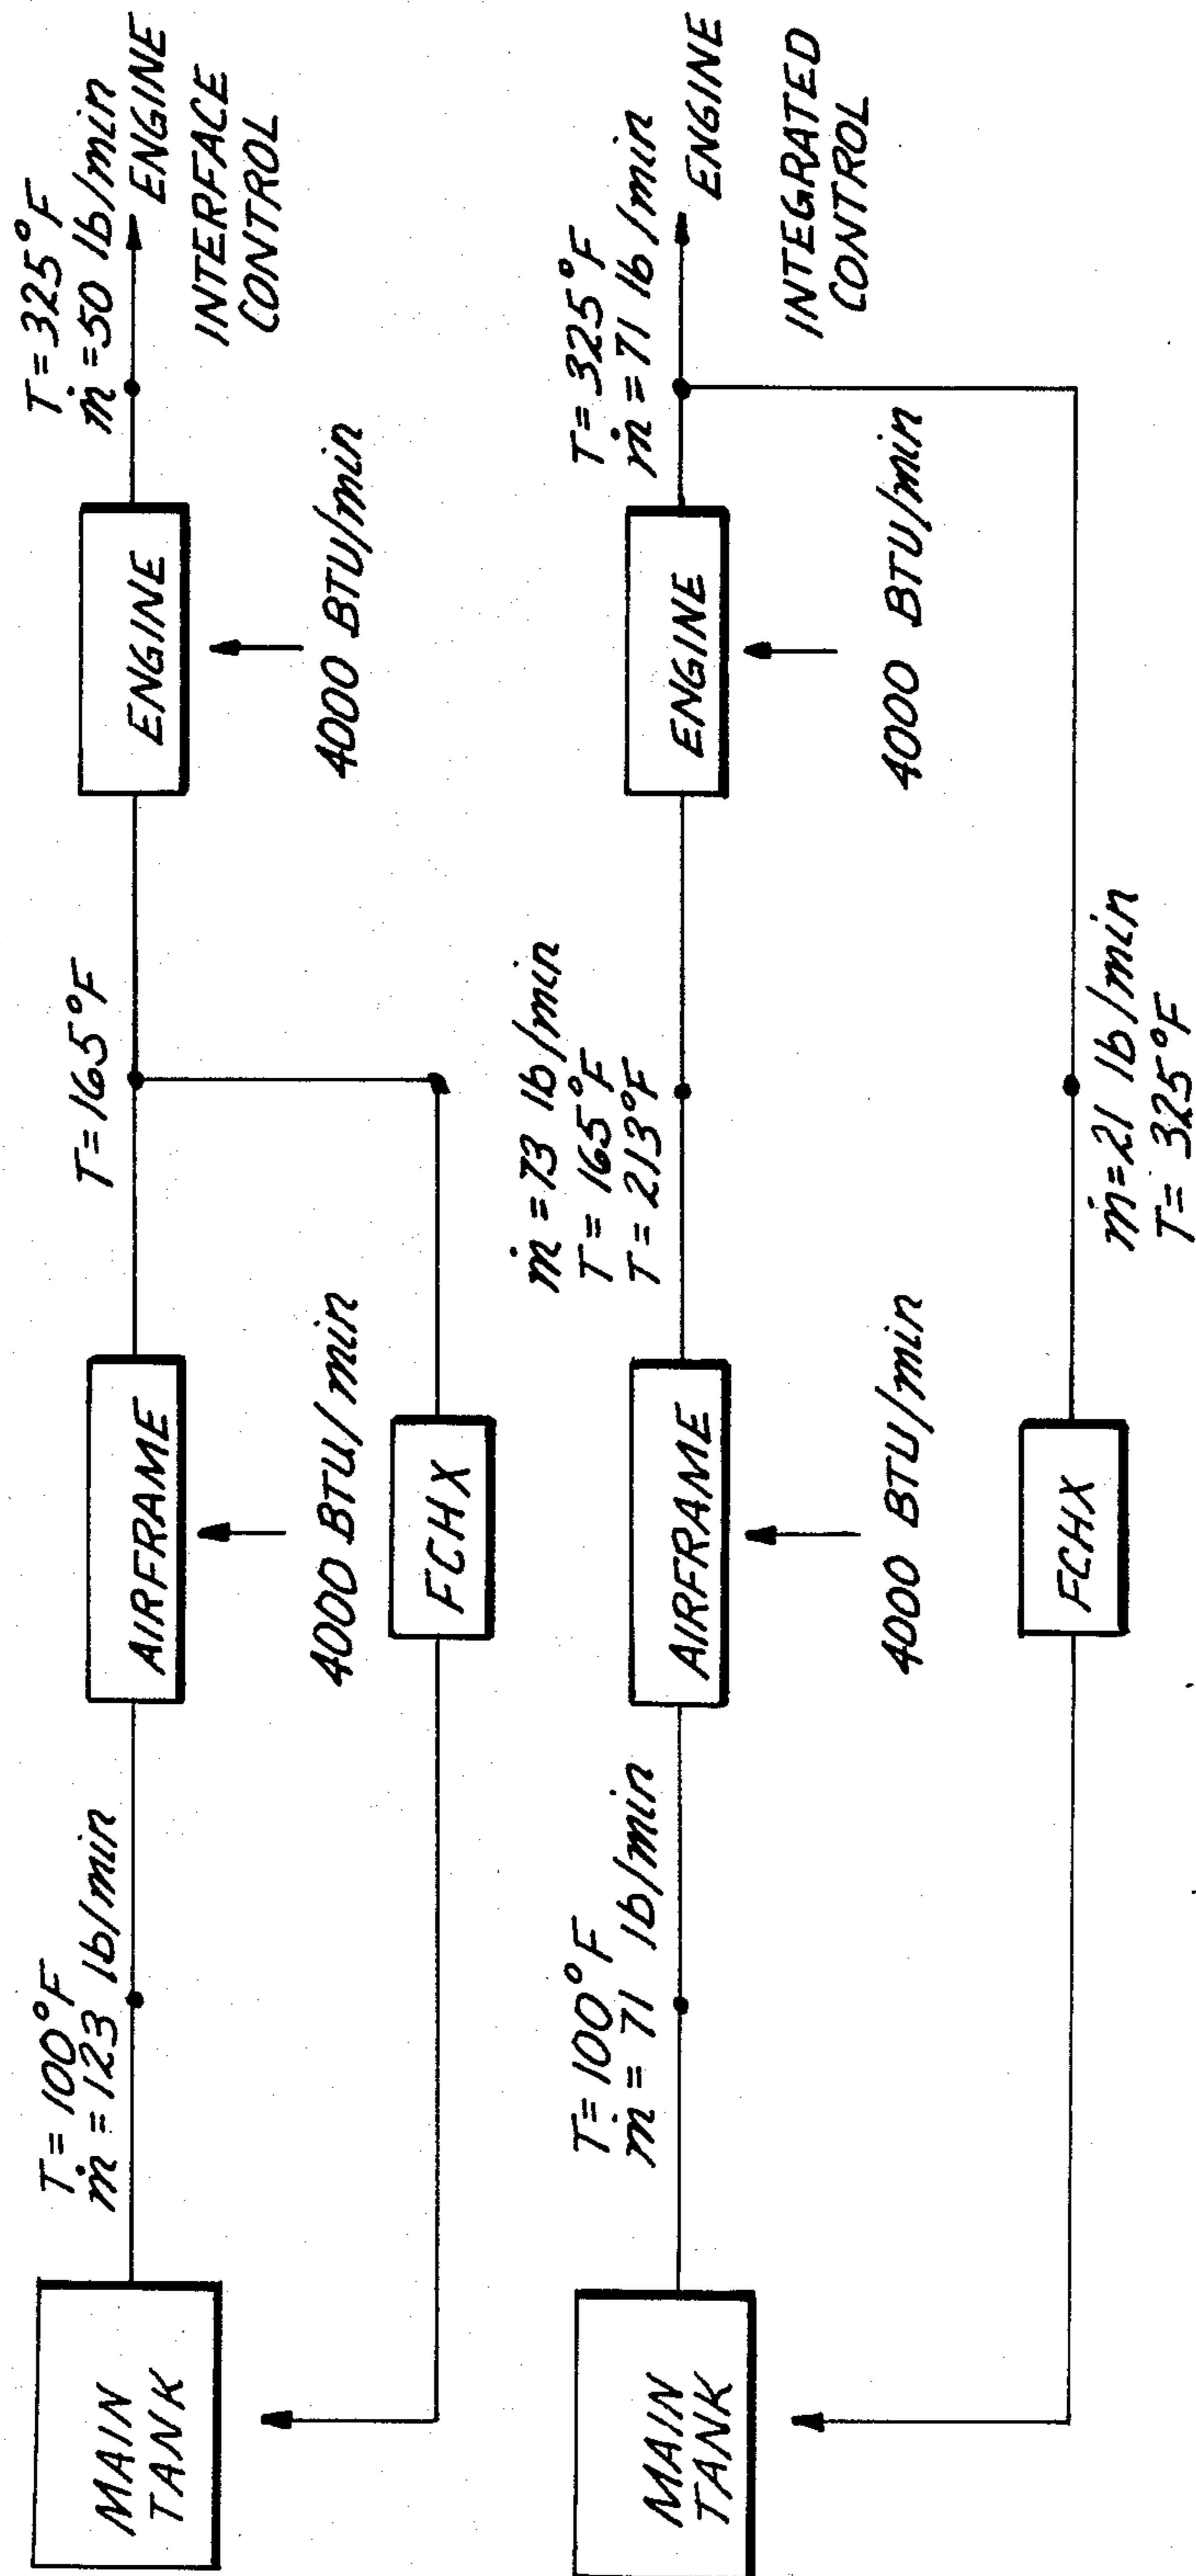 T=100°F
ṁ=123 lb/min
T=165°F
T=325°F
ṁ=50 lb/min
MAIN
TANK
AIRFRAME
ENGINE
ENGINE
4000 BTU/min
4000 BTU/min
INTERFACE
CONTROL
FCHX
T=100°F
ṁ=71 lb/min
ṁ=73 lb/min
T=165°F
T=213°F
T=325°F
ṁ=71 lb/min
MAIN
TANK
AIRFRAME
ENGINE
ENGINE
4000 BTU/min
4000 BTU/min
INTEGRATED
CONTROL
FCHX
ṁ=21 lb/min
T=325°F